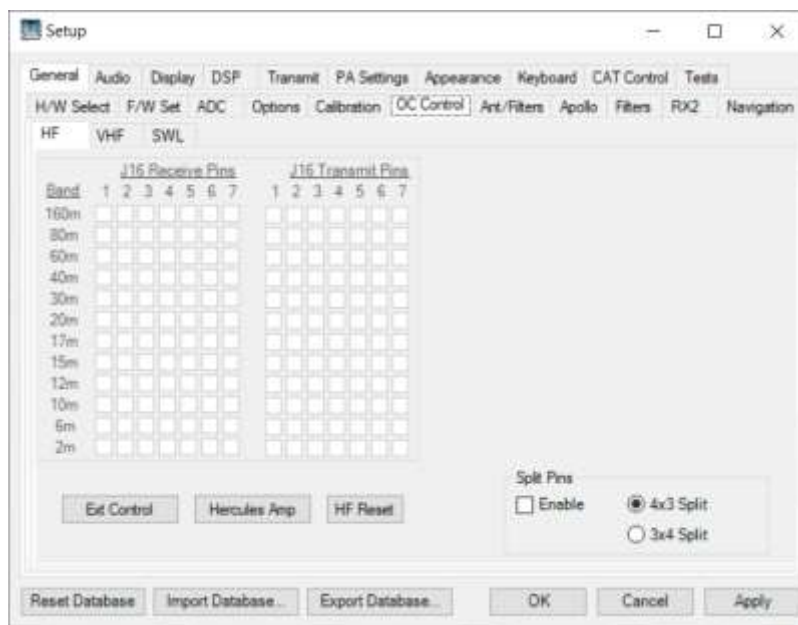 Setup
General Audio Display DSP Transmit PA Settings Appearance Keyboard CAT Control Tests
H/W Select F/W Set ADC Options Calibration OC Control Ant/Filters Apollo Filters RX2 Navigation
HF VHF SWL
J16 Receive Pins J16 Transmit Pins
Band 1 2 3 4 5 6 7 1 2 3 4 5 6 7
160m
80m
60m
40m
30m
20m
17m
15m
12m
10m
6m
2m
Split Pins
Ext Control Hercules Amp HF Reset Enable 4x3 Split
3x4 Split
Reset Database Import Database... Export Database... OK Cancel Apply